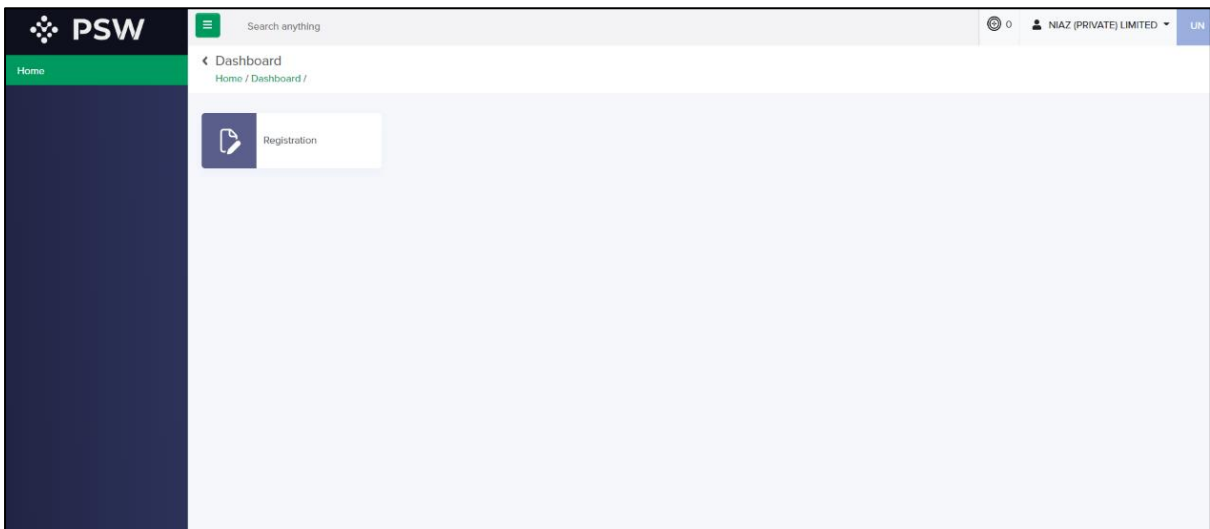 PSW
Search anything
0
NIAZ (PRIVATE) LIMITED
UN
Home
Dashboard
Home / Dashboard /
Registration